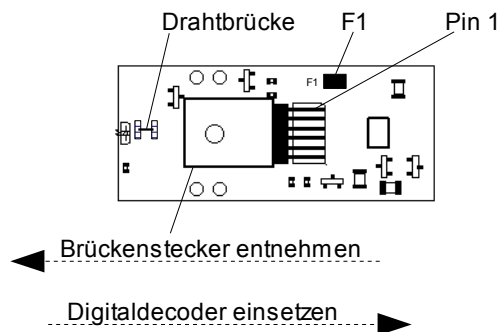 Drahtbrücke F1 Pin 1
F1
Brückenstecker entnehmen
Digitaldecoder einsetzen